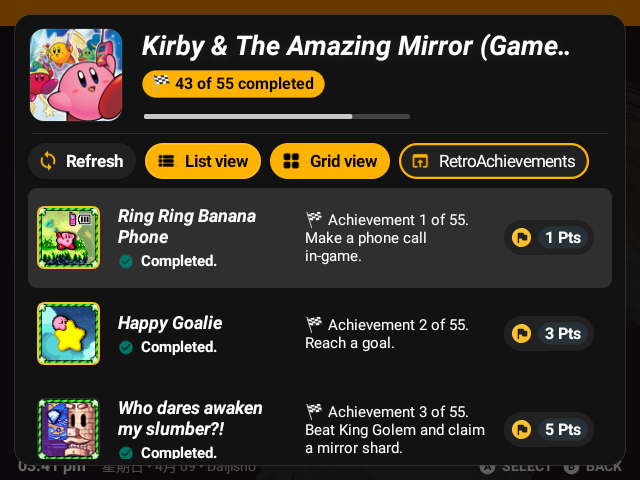 Kirby & The Amazing Mirror (Game..
43 of 55 completed
Refresh
List view
Grid view
RetroAchievements
Ring Ring Banana
Phone
Completed.
Achievement 1 of 55.
Make a phone call
in-game.
1 Pts
Happy Goalie
Completed.
Achievement 2 of 55.
Reach a goal.
3 Pts
Who dares awaken
my slumber?!
Completed.
Achievement 3 of 55.
Beat King Golem and claim
a mirror shard.
5 Pts
03:41 pm 星期日 • 4月 09 • Daijisho
A SELECT B BACK